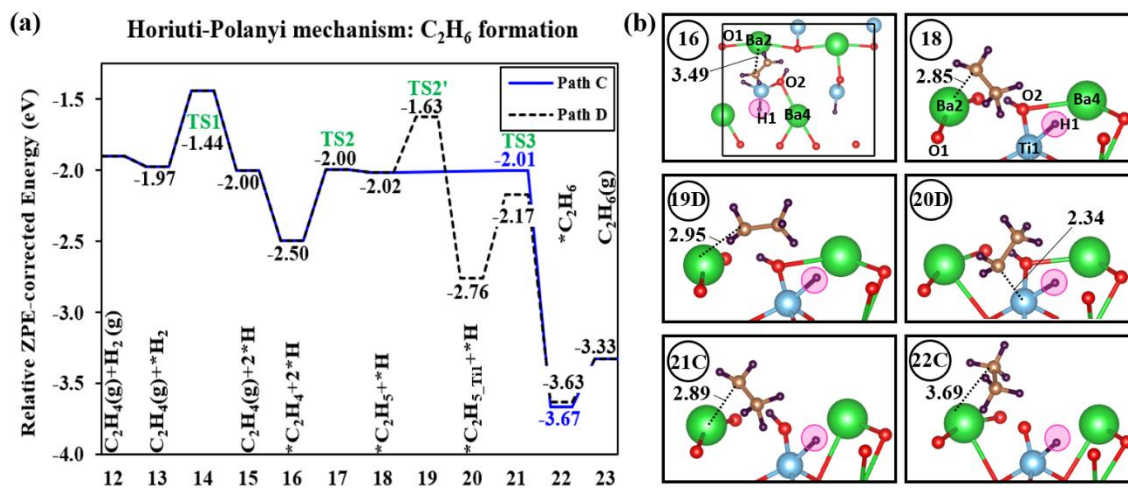 (a)
Horiuti-Polanyi mechanism: C₂H₆ formation
Relative ZPE-corrected Energy (eV)
-1.5
-2.0
-2.5
-3.0
-3.5
-4.0
Path C
Path D
TS1
-1.44
-1.97
-2.00
-2.50
TS2
-2.00
-2.02
TS2'
-1.63
-2.76
TS3
-2.01
-2.17
-3.63
-3.67
-3.33
C₂H₄(g)+H₂ (g)
C₂H₄(g)+*H₂
C₂H₄(g)+2*H
*C₂H₄+2*H
*C₂H₅+*H
*C₂H₅_Ti1+*H
*C₂H₆
C₂H₆(g)
12 13 14 15 16 17 18 19 20 21 22 23
(b)
16
O1
Ba2
3.49
O2
H1
Ba4
18
2.85
Ba2
O2
Ba4
H1
O1
Ti1
19D
2.95
20D
2.34
21C
2.89
22C
3.69